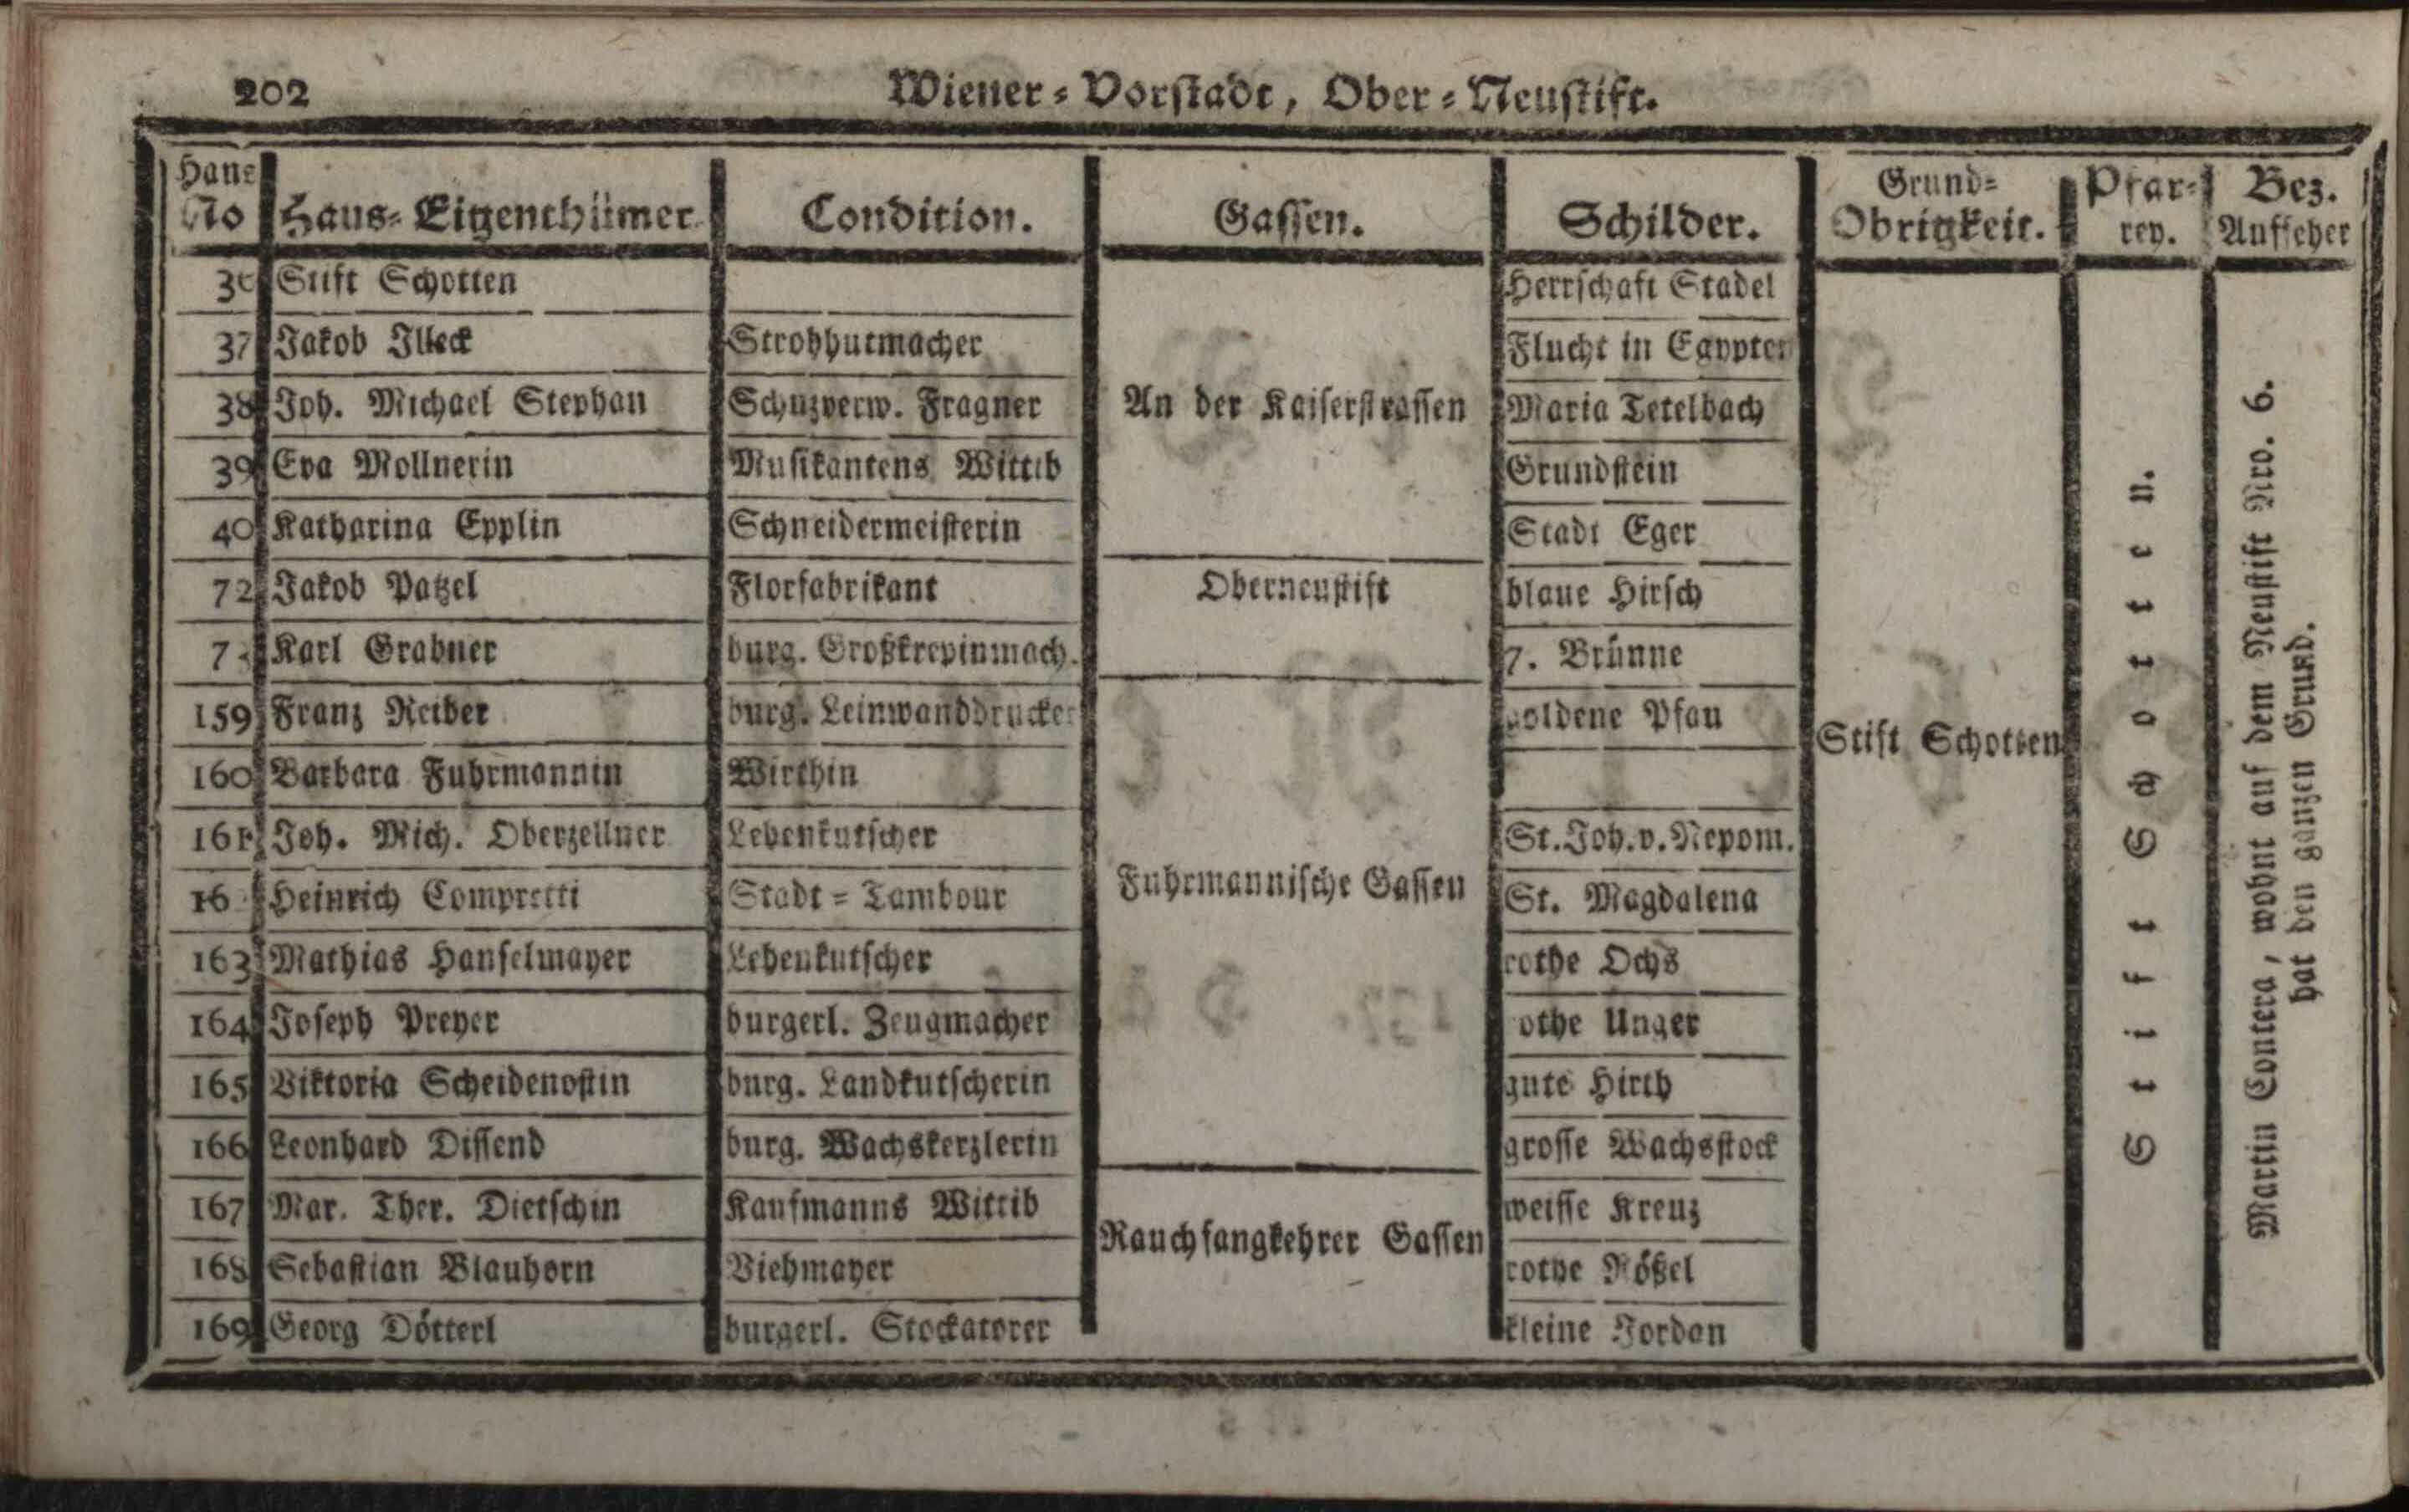 202 Wiener-Vorstadt, Ober-Neustift.
Haus No Haus-Eigenthümer. Condition. Gassen. Schilder. Grund-Obrigkeit. Pfar-rey. Bez. Aufseher
Stift Schotten Herrschaft Stadel
37 Jakob Illeck Strohhutmacher Flucht in Egypten
38 Joh. Michael Stephan Schuzverw. Fragner An der Kaiserstrassen Maria Tetelbach
39 Eva Mollnerin Musikantens Wittib Grundstein
40 Katharina Epplin Schneidermeisterin Stadt Eger
72 Jakob Patzel Florfabrikant Oberneustift blaue Hirsch
Karl Grabner burg. Großkrepinmach. 7. Brünne
159 Franz Reiber burg. Leinwanddrucker goldene Pfau
160 Barbara Fuhrmannin Wirthin
161 Joh. Mich. Oberzellner Lehenkutscher St. Joh. v. Nepom.
Heinrich Compretti Stadt-Tambour Fuhrmannische Gassen St. Magdalena
163 Mathias Hanselmayer Lehenkutscher rothe Ochs
164 Joseph Preyer burgerl. Zeugmacher othe Unger
165 Viktoria Scheidenostin burg. Landkutscherin gute Hirth
166 Leonhard Dissend burg. Wachskerzlerin grosse Wachsstock
167 Mar. Ther. Dietschin Kaufmanns Wittib weisse Kreuz
168 Sebastian Blauhorn Viehmayer Rauchfangkehrer Gassen rothe Rößel
169 Georg Dötterl burgerl. Stockatorer kleine Jordan
Stift Schotten
Stift Schotten.
Martin Contera, wohnt auf dem Neustift Nro. 6.
hat den ganzen Grund.